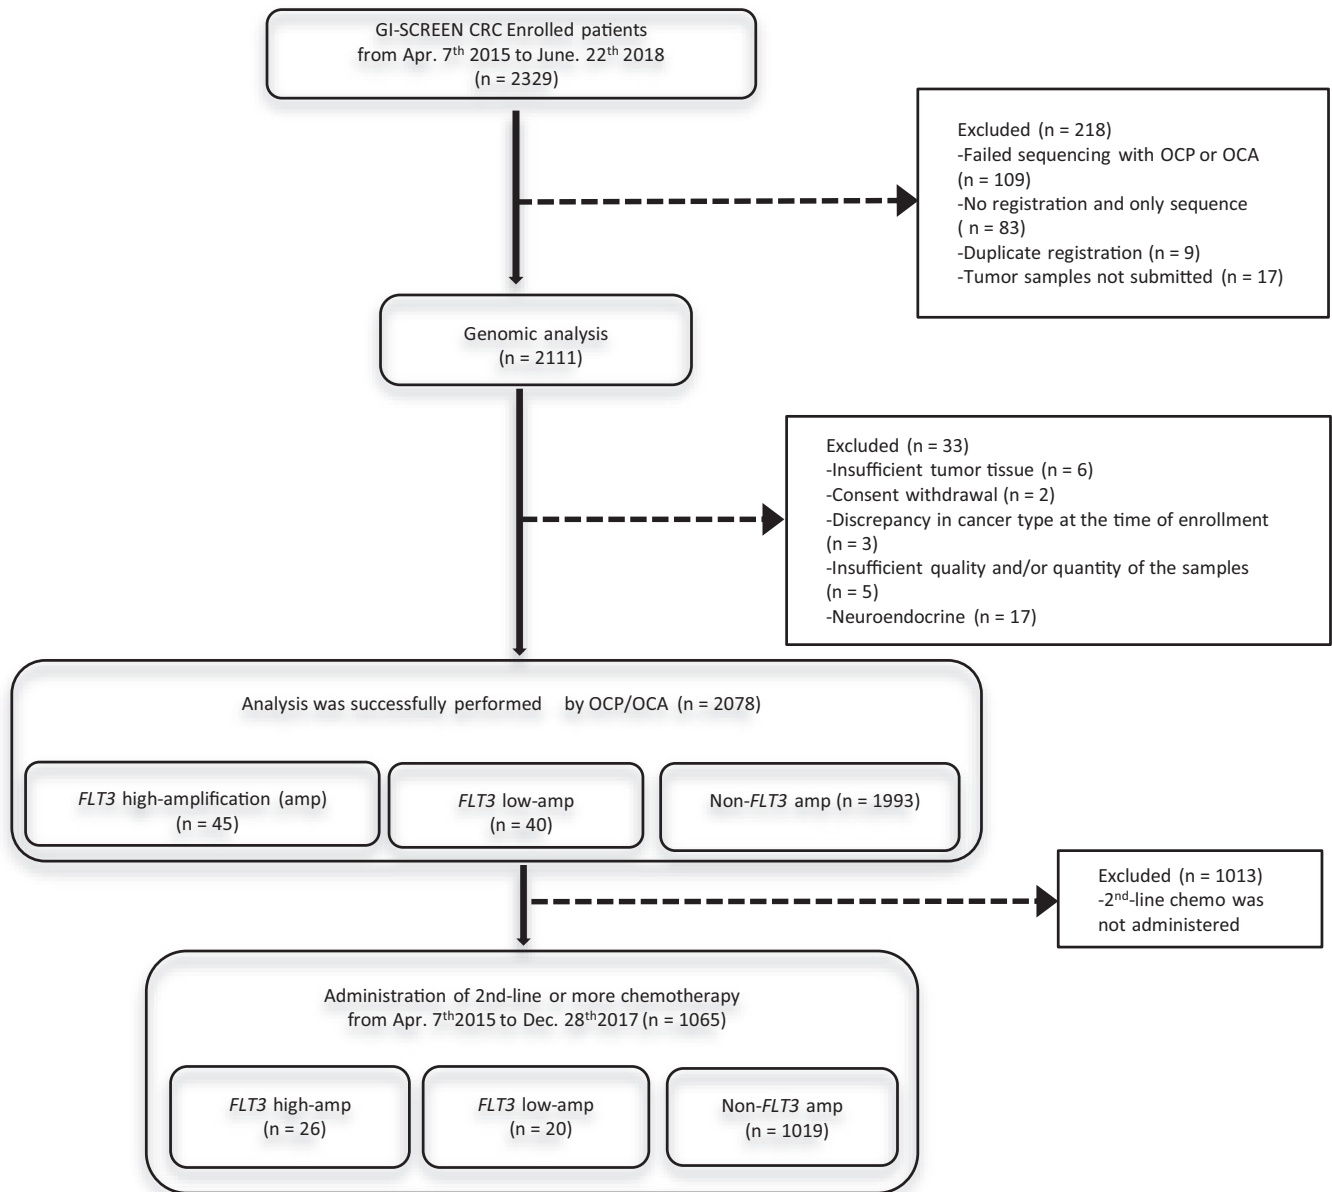 GI-SCREEN CRC Enrolled patients
from Apr. 7th 2015 to June. 22th 2018
(n = 2329)
Excluded (n = 218)
-Failed sequencing with OCP or OCA
(n = 109)
-No registration and only sequence
( n = 83)
-Duplicate registration (n = 9)
-Tumor samples not submitted (n = 17)
Genomic analysis
(n = 2111)
Excluded (n = 33)
-Insufficient tumor tissue (n = 6)
-Consent withdrawal (n = 2)
-Discrepancy in cancer type at the time of enrollment
(n = 3)
-Insufficient quality and/or quantity of the samples
(n = 5)
-Neuroendocrine (n = 17)
Analysis was successfully performed by OCP/OCA (n = 2078)
FLT3 high-amplification (amp)
(n = 45)
FLT3 low-amp
(n = 40)
Non-FLT3 amp (n = 1993)
Excluded (n = 1013)
-2nd-line chemo was
not administered
Administration of 2nd-line or more chemotherapy
from Apr. 7th2015 to Dec. 28th2017 (n = 1065)
FLT3 high-amp
(n = 26)
FLT3 low-amp
(n = 20)
Non-FLT3 amp
(n = 1019)